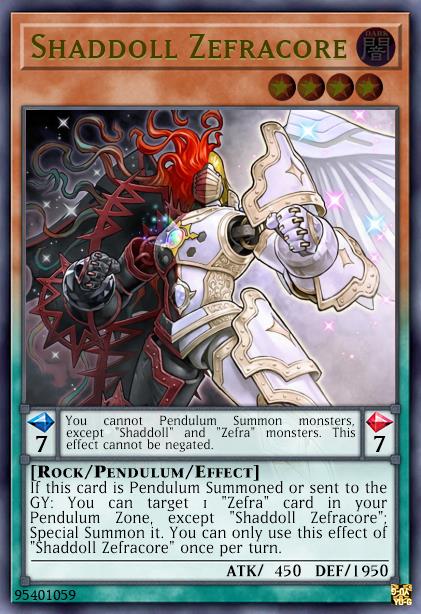 SHADDOLL ZEFRACORE
DARK
闇
You cannot Pendulum Summon monsters,
except "Shaddoll" and "Zefra" monsters. This
effect cannot be negated.
7
7
[ROCK/PENDULUM/EFFECT]
If this card is Pendulum Summoned or sent to the
GY: You can target 1 "Zefra" card in your
Pendulum Zone, except "Shaddoll Zefracore";
Special Summon it. You can only use this effect of
"Shaddoll Zefracore" once per turn.
ATK/ 450 DEF/1950
95401059